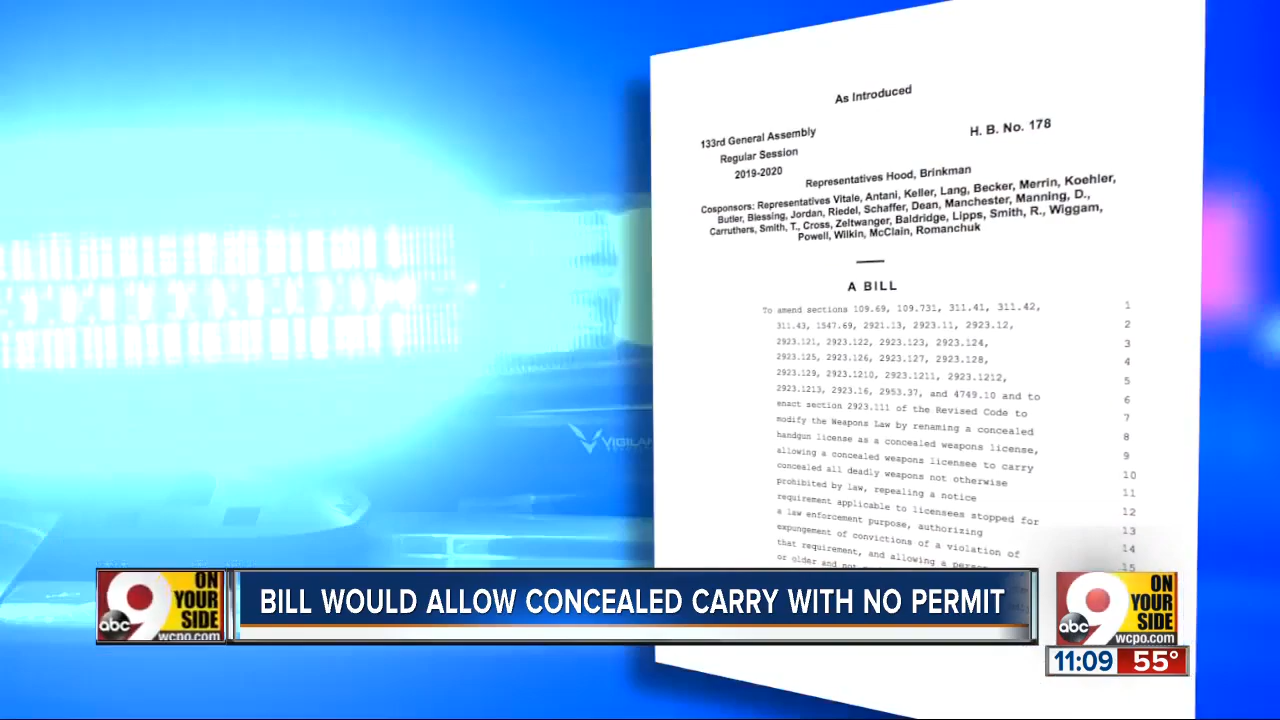 As Introduced
133rd General Assembly
Regular Session
2019-2020
H. B. No. 178
Representatives Hood, Brinkman
Cosponsors: Representatives Vitale, Antani, Keller, Lang, Becker, Merrin, Koehler,
Butler, Blessing, Jordan, Riedel, Schaffer, Dean, Manchester, Manning, D.,
Carruthers, Smith, T., Cross, Zeltwanger, Baldridge, Lipps, Smith, R., Wiggam,
Powell, Wilkin, McClain, Romanchuk
A BILL
To amend sections 109.69, 109.731, 311.41, 311.42, 1
311.43, 1547.69, 2921.13, 2923.11, 2923.12, 2
2923.121, 2923.122, 2923.123, 2923.124, 3
2923.125, 2923.126, 2923.127, 2923.128, 4
2923.129, 2923.1210, 2923.1211, 2923.1212, 5
2923.1213, 2923.16, 2953.37, and 4749.10 and to 6
enact section 2923.111 of the Revised Code to 7
modify the Weapons Law by renaming a concealed 8
handgun license as a concealed weapons license, 9
allowing a concealed weapons licensee to carry 10
concealed all deadly weapons not otherwise 11
prohibited by law, repealing a notice 12
requirement applicable to licensees stopped for 13
a law enforcement purpose, authorizing 14
expungement of convictions of a violation of 15
that requirement, and allowing a
or older and not
VIGILAN
abc 9 ON YOUR SIDE
wcpo.com
BILL WOULD ALLOW CONCEALED CARRY WITH NO PERMIT
abc 9 ON YOUR SIDE
wcpo.com
11:09 55°